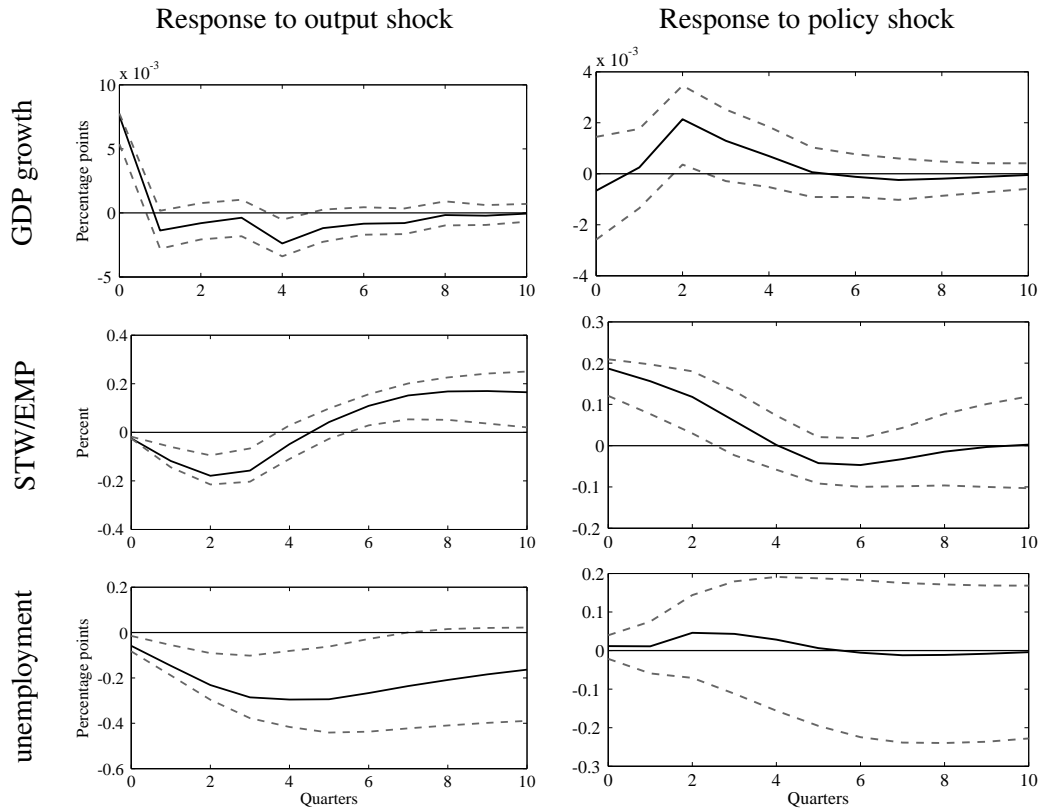 Response to output shock
Response to policy shock
GDP growth
x 10-3
Percentage points
10
5
0
-5
0 2 4 6 8 10
x 10-3
4
2
0
-2
-4
0 2 4 6 8 10
STW/EMP
Percent
0.4
0.2
0
-0.2
-0.4
0 2 4 6 8 10
0.3
0.2
0.1
0
-0.1
-0.2
0 2 4 6 8 10
unemployment
Percentage points
0.2
0
-0.2
-0.4
-0.6
0 2 4 6 8 10
Quarters
0.2
0.1
0
-0.1
-0.2
-0.3
0 2 4 6 8 10
Quarters